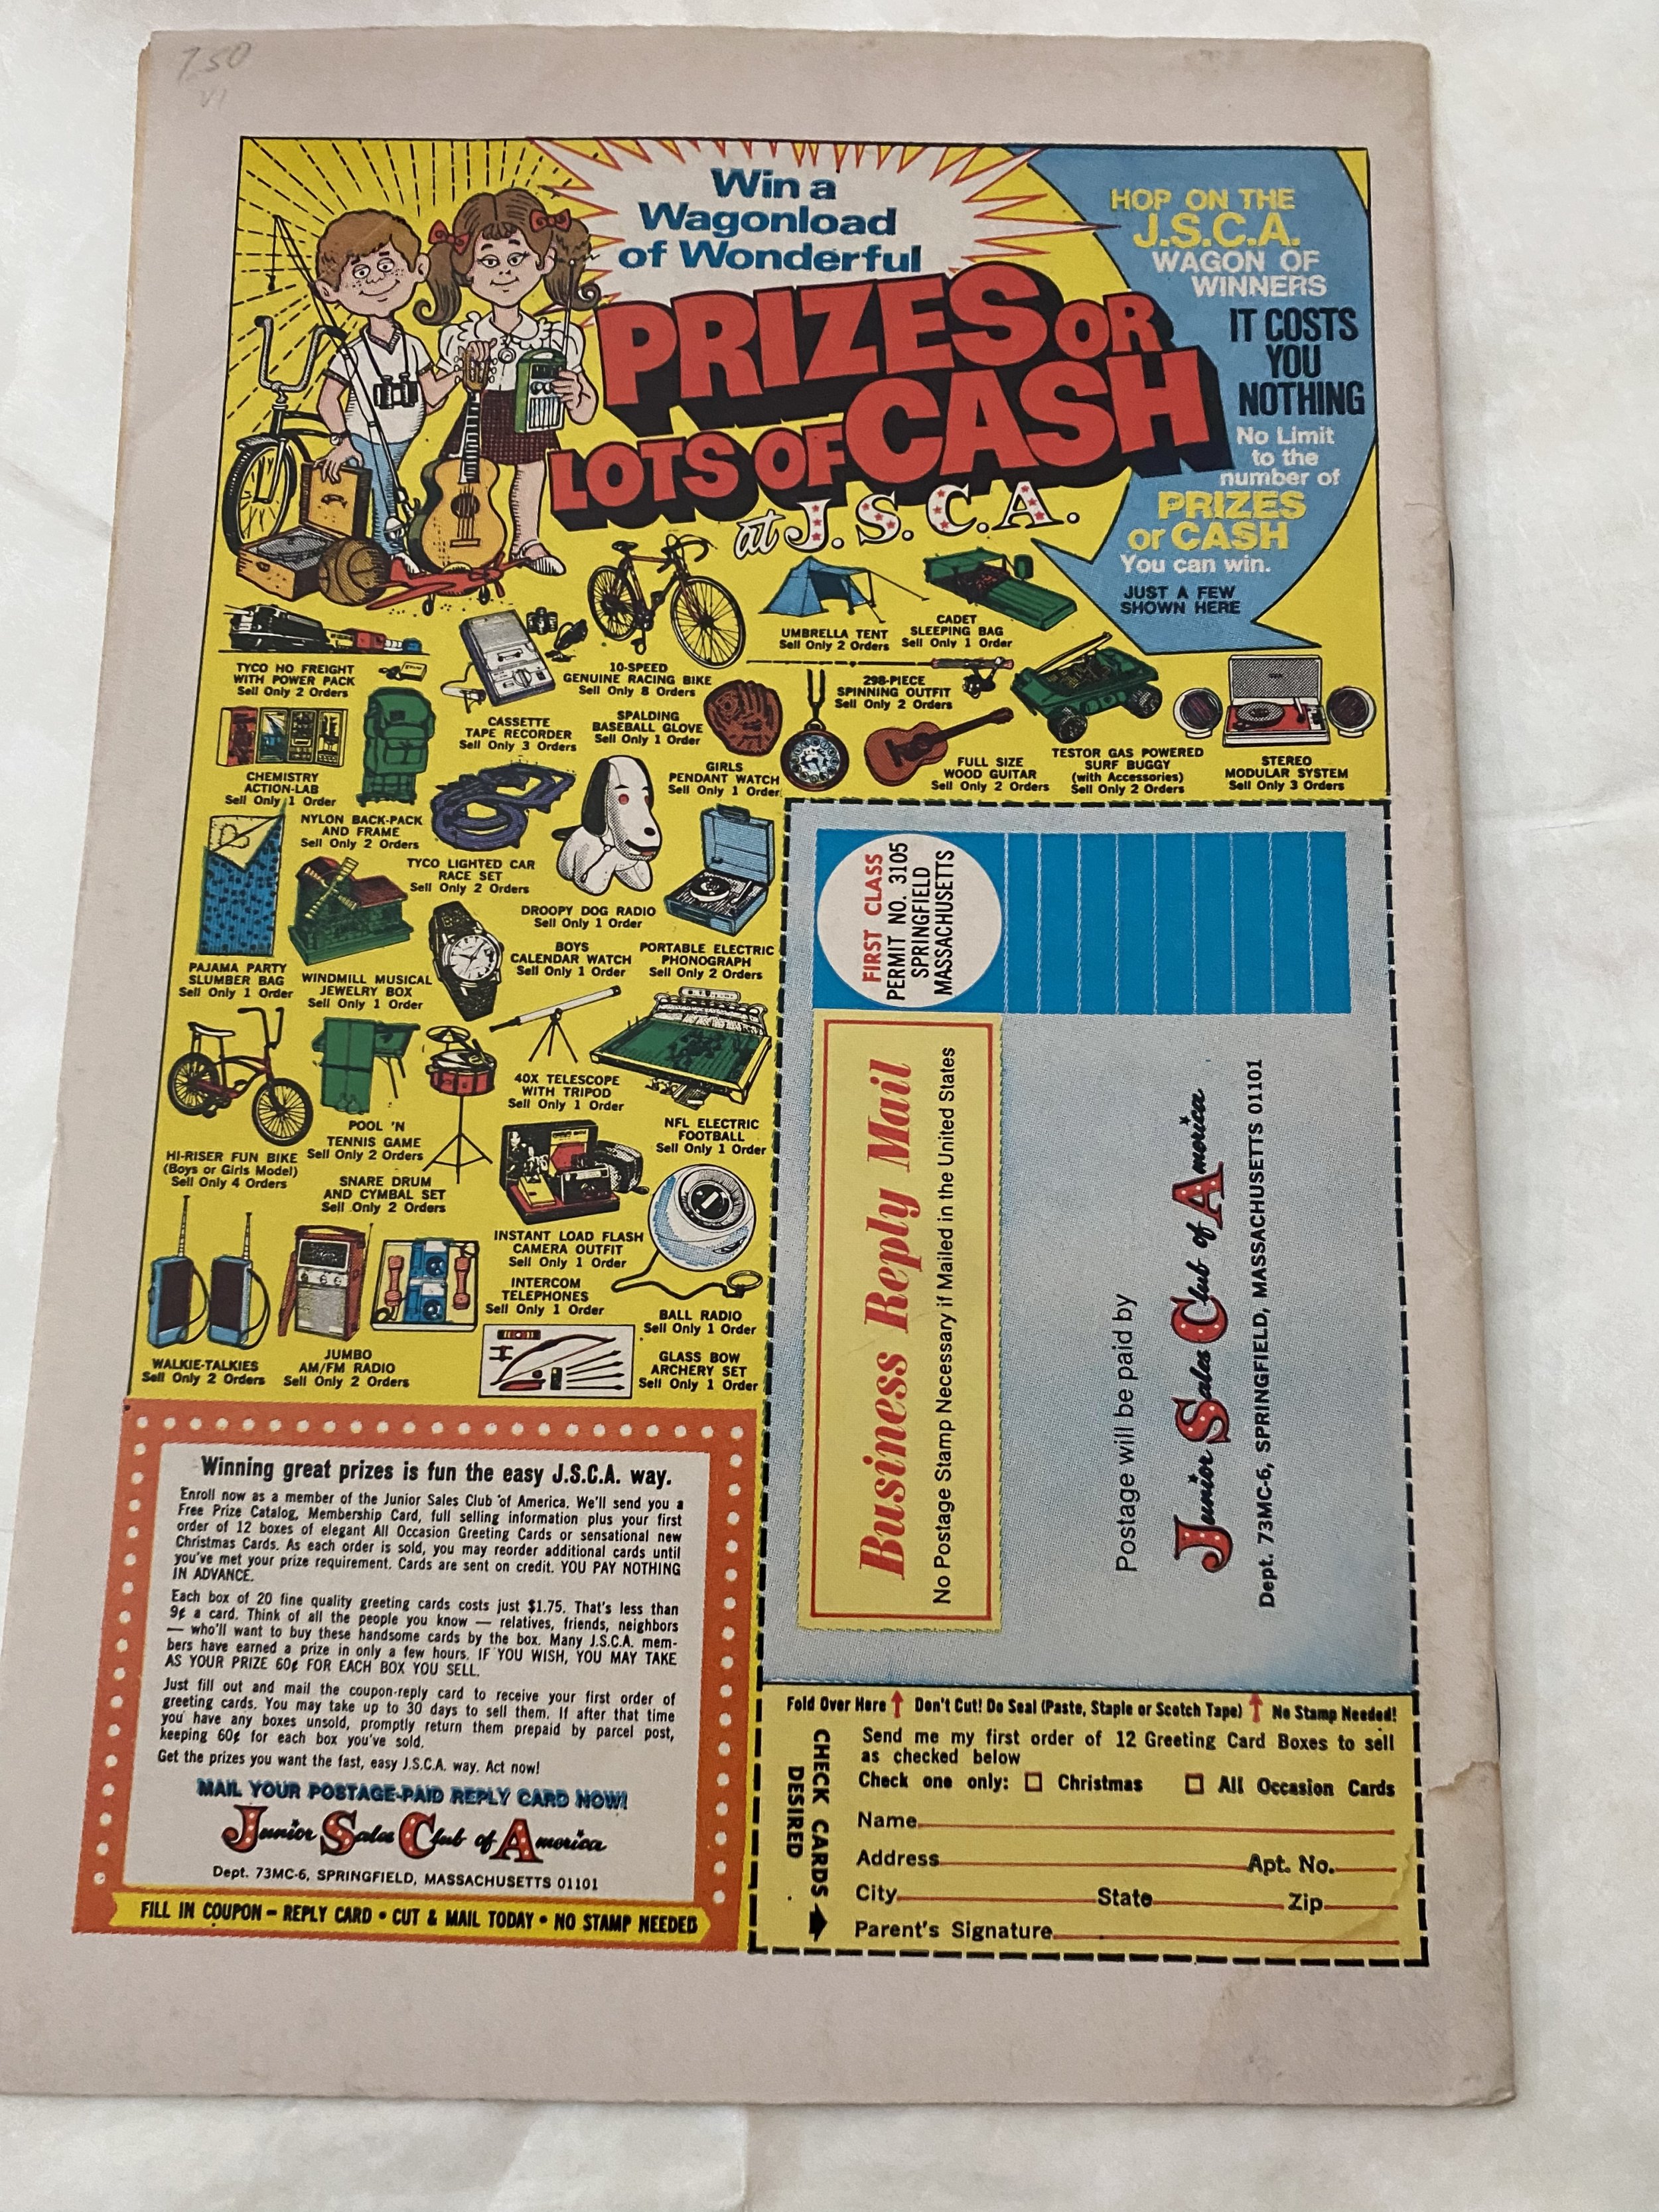 750
VI
Win a
Wagonload
of Wonderful
PRIZES OR
LOTS OF CASH
at J.S.C.A.
HOP ON THE
J.S.C.A.
WAGON OF
WINNERS
IT COSTS
YOU
NOTHING
No Limit
to the
number of
PRIZES
or CASH
You can win.
JUST A FEW
SHOWN HERE
TYCO HO FREIGHT
WITH POWER PACK
Sell Only 2 Orders
CASSETTE
TAPE RECORDER
Sell Only 3 Orders
10-SPEED
GENUINE RACING BIKE
Sell Only 8 Orders
UMBRELLA TENT
Sell Only 2 Orders
CADET
SLEEPING BAG
Sell Only 1 Order
298-PIECE
SPINNING OUTFIT
Sell Only 2 Orders
SPALDING
BASEBALL GLOVE
Sell Only 1 Order
GIRLS
PENDANT WATCH
Sell Only 1 Order
FULL SIZE
WOOD GUITAR
Sell Only 2 Orders
TESTOR GAS POWERED
SURF BUGGY
(with Accessories)
Sell Only 2 Orders
STEREO
MODULAR SYSTEM
Sell Only 3 Orders
CHEMISTRY
ACTION-LAB
Sell Only 1 Order
NYLON BACK-PACK
AND FRAME
Sell Only 2 Orders
TYCO LIGHTED CAR
RACE SET
Sell Only 2 Orders
DROOPY DOG RADIO
Sell Only 1 Order
PAJAMA PARTY
SLUMBER BAG
Sell Only 1 Order
WINDMILL MUSICAL
JEWELRY BOX
Sell Only 1 Order
BOYS
CALENDAR WATCH
Sell Only 1 Order
PORTABLE ELECTRIC
PHONOGRAPH
Sell Only 2 Orders
HI-RISER FUN BIKE
(Boys or Girls Model)
Sell Only 4 Orders
POOL 'N
TENNIS GAME
Sell Only 2 Orders
SNARE DRUM
AND CYMBAL SET
Sell Only 2 Orders
40X TELESCOPE
WITH TRIPOD
Sell Only 1 Order
NFL ELECTRIC
FOOTBALL
Sell Only 1 Order
INSTANT LOAD FLASH
CAMERA OUTFIT
Sell Only 1 Order
INTERCOM
TELEPHONES
Sell Only 1 Order
BALL RADIO
Sell Only 1 Order
WALKIE-TALKIES
Sell Only 2 Orders
JUMBO
AM/FM RADIO
Sell Only 2 Orders
GLASS BOW
ARCHERY SET
Sell Only 1 Order
FIRST CLASS
PERMIT NO. 3105
SPRINGFIELD
MASSACHUSETTS
Business Reply Mail
No Postage Stamp Necessary if Mailed in the United States
Postage will be paid by
Junior Sales Club of America
Dept. 73MC-6, SPRINGFIELD, MASSACHUSETTS 01101
Winning great prizes is fun the easy J.S.C.A. way.
Enroll now as a member of the Junior Sales Club of America. We'll send you a
Free Prize Catalog, Membership Card, full selling information plus your first
order of 12 boxes of elegant All Occasion Greeting Cards or sensational new
Christmas Cards. As each order is sold, you may reorder additional cards until
you've met your prize requirement. Cards are sent on credit. YOU PAY NOTHING
IN ADVANCE.
Each box of 20 fine quality greeting cards costs just $1.75. That's less than
9¢ a card. Think of all the people you know — relatives, friends, neighbors
— who'll want to buy these handsome cards by the box. Many J.S.C.A. mem-
bers have earned a prize in only a few hours. IF YOU WISH, YOU MAY TAKE
AS YOUR PRIZE 60¢ FOR EACH BOX YOU SELL.
Just fill out and mail the coupon-reply card to receive your first order of
greeting cards. You may take up to 30 days to sell them. If after that time
you have any boxes unsold, promptly return them prepaid by parcel post,
keeping 60¢ for each box you've sold.
Get the prizes you want the fast, easy J.S.C.A. way. Act now!
MAIL YOUR POSTAGE-PAID REPLY CARD NOW!
Junior Sales Club of America
Dept. 73MC-6, SPRINGFIELD, MASSACHUSETTS 01101
FILL IN COUPON – REPLY CARD • CUT & MAIL TODAY • NO STAMP NEEDED
Fold Over Here Don't Cut! Do Seal (Paste, Staple or Scotch Tape) No Stamp Needed!
CHECK CARDS
DESIRED
Send me my first order of 12 Greeting Card Boxes to sell
as checked below
Check one only: Christmas All Occasion Cards
Name
Address Apt. No.
City State Zip
Parent's Signature